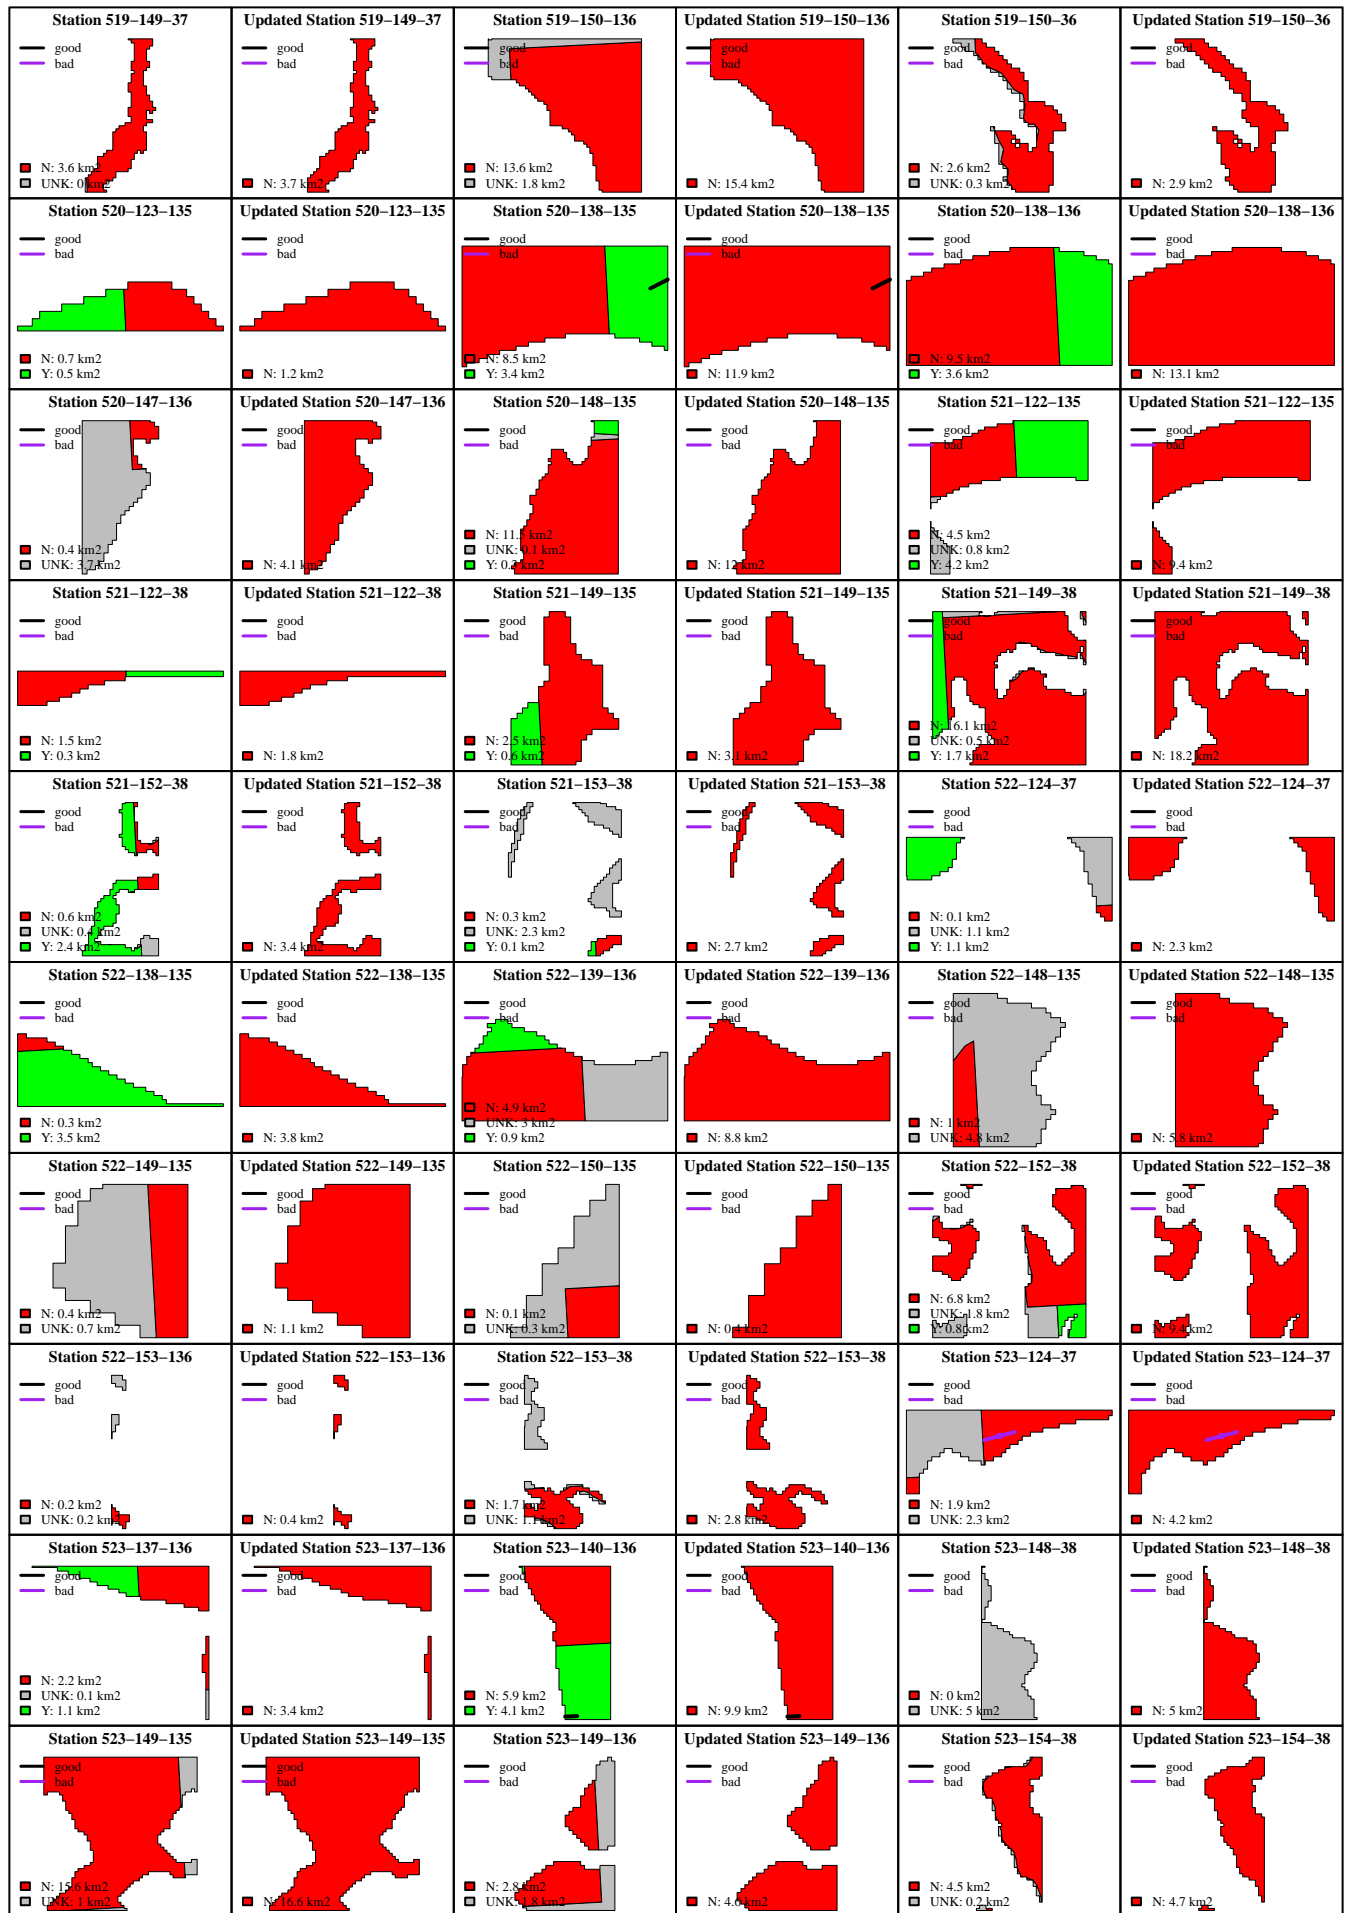 Station 519–149–37
good
bad
N: 3.6 km2
UNK: 0 km2
Updated Station 519–149–37
good
bad
N: 3.7 km2
Station 519–150–136
good
bad
N: 13.6 km2
UNK: 1.8 km2
Updated Station 519–150–136
good
bad
N: 15.4 km2
Station 519–150–36
good
bad
N: 2.6 km2
UNK: 0.3 km2
Updated Station 519–150–36
good
bad
N: 2.9 km2
Station 520–123–135
good
bad
N: 0.7 km2
Y: 0.5 km2
Updated Station 520–123–135
good
bad
N: 1.2 km2
Station 520–138–135
good
bad
N: 8.5 km2
Y: 3.4 km2
Updated Station 520–138–135
good
bad
N: 11.9 km2
Station 520–138–136
good
bad
N: 9.5 km2
Y: 3.6 km2
Updated Station 520–138–136
good
bad
N: 13.1 km2
Station 520–147–136
good
bad
N: 0.4 km2
UNK: 3.7 km2
Updated Station 520–147–136
good
bad
N: 4.1 km2
Station 520–148–135
good
bad
N: 11.5 km2
UNK: 0.1 km2
Y: 0.3 km2
Updated Station 520–148–135
good
bad
N: 12 km2
Station 521–122–135
good
bad
N: 4.5 km2
UNK: 0.8 km2
Y: 4.2 km2
Updated Station 521–122–135
good
bad
N: 9.4 km2
Station 521–122–38
good
bad
N: 1.5 km2
Y: 0.3 km2
Updated Station 521–122–38
good
bad
N: 1.8 km2
Station 521–149–135
good
bad
N: 2.5 km2
Y: 0.6 km2
Updated Station 521–149–135
good
bad
N: 3.1 km2
Station 521–149–38
good
bad
N: 16.1 km2
UNK: 0.5 km2
Y: 1.7 km2
Updated Station 521–149–38
good
bad
N: 18.2 km2
Station 521–152–38
good
bad
N: 0.6 km2
UNK: 0.4 km2
Y: 2.4 km2
Updated Station 521–152–38
good
bad
N: 3.4 km2
Station 521–153–38
good
bad
N: 0.3 km2
UNK: 2.3 km2
Y: 0.1 km2
Updated Station 521–153–38
good
bad
N: 2.7 km2
Station 522–124–37
good
bad
N: 0.1 km2
UNK: 1.1 km2
Y: 1.1 km2
Updated Station 522–124–37
good
bad
N: 2.3 km2
Station 522–138–135
good
bad
N: 0.3 km2
Y: 3.5 km2
Updated Station 522–138–135
good
bad
N: 3.8 km2
Station 522–139–136
good
bad
N: 4.9 km2
UNK: 3 km2
Y: 0.9 km2
Updated Station 522–139–136
good
bad
N: 8.8 km2
Station 522–148–135
good
bad
N: 1 km2
UNK: 4.8 km2
Updated Station 522–148–135
good
bad
N: 5.8 km2
Station 522–149–135
good
bad
N: 0.4 km2
UNK: 0.7 km2
Updated Station 522–149–135
good
bad
N: 1.1 km2
Station 522–150–135
good
bad
N: 0.1 km2
UNK: 0.3 km2
Updated Station 522–150–135
good
bad
N: 0.4 km2
Station 522–152–38
good
bad
N: 6.8 km2
UNK: 1.8 km2
Y: 0.8 km2
Updated Station 522–152–38
good
bad
N: 9.4 km2
Station 522–153–136
good
bad
N: 0.2 km2
UNK: 0.2 km2
Updated Station 522–153–136
good
bad
N: 0.4 km2
Station 522–153–38
good
bad
N: 1.7 km2
UNK: 1.1 km2
Updated Station 522–153–38
good
bad
N: 2.8 km2
Station 523–124–37
good
bad
N: 1.9 km2
UNK: 2.3 km2
Updated Station 523–124–37
good
bad
N: 4.2 km2
Station 523–137–136
good
bad
N: 2.2 km2
UNK: 0.1 km2
Y: 1.1 km2
Updated Station 523–137–136
good
bad
N: 3.4 km2
Station 523–140–136
good
bad
N: 5.9 km2
Y: 4.1 km2
Updated Station 523–140–136
good
bad
N: 9.9 km2
Station 523–148–38
good
bad
N: 0 km2
UNK: 5 km2
Updated Station 523–148–38
good
bad
N: 5 km2
Station 523–149–135
good
bad
N: 15.6 km2
UNK: 1 km2
Updated Station 523–149–135
good
bad
N: 16.6 km2
Station 523–149–136
good
bad
N: 2.8 km2
UNK: 1.8 km2
Updated Station 523–149–136
good
bad
N: 4.6 km2
Station 523–154–38
good
bad
N: 4.5 km2
UNK: 0.2 km2
Updated Station 523–154–38
good
bad
N: 4.7 km2